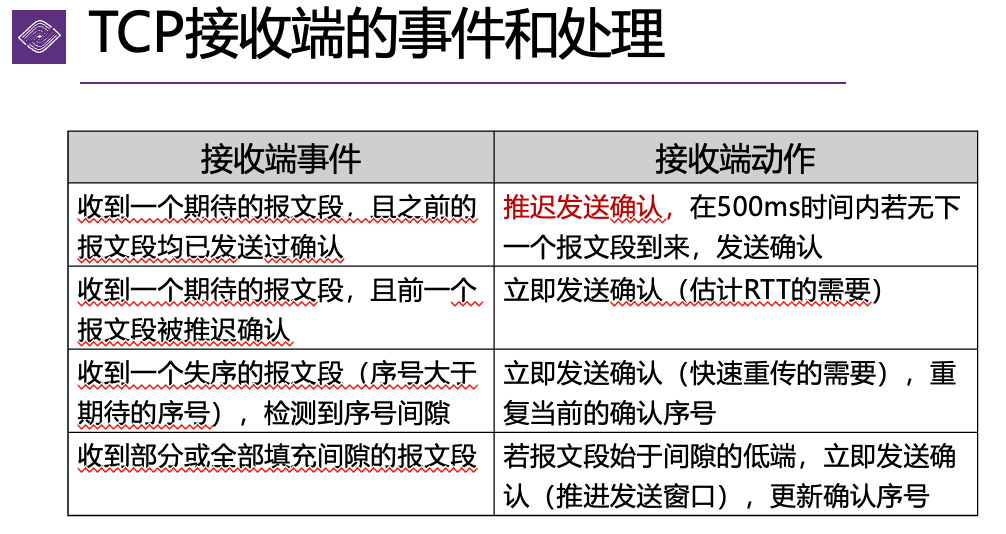 TCP接收端的事件和处理
接收端事件
接收端动作
收到一个期待的报文段，且之前的
报文段均已发送过确认
推迟发送确认，在500ms时间内若无下
一个报文段到来，发送确认
收到一个期待的报文段，且前一个
报文段被推迟确认
立即发送确认（估计RTT的需要）
收到一个失序的报文段（序号大于
期待的序号），检测到序号间隙
立即发送确认（快速重传的需要），重
复当前的确认序号
收到部分或全部填充间隙的报文段
若报文段始于间隙的低端，立即发送确
认（推进发送窗口），更新确认序号